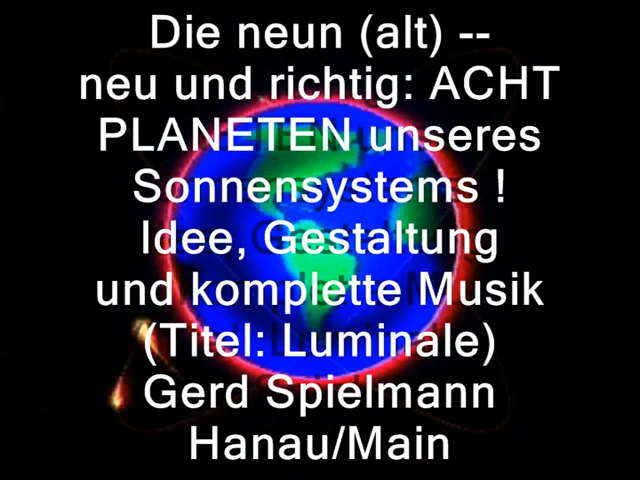 Die neun (alt) --
neu und richtig: ACHT
PLANETEN unseres
Sonnensystems !
Idee, Gestaltung
und komplette Musik
(Titel: Luminale)
Gerd Spielmann
Hanau/Main